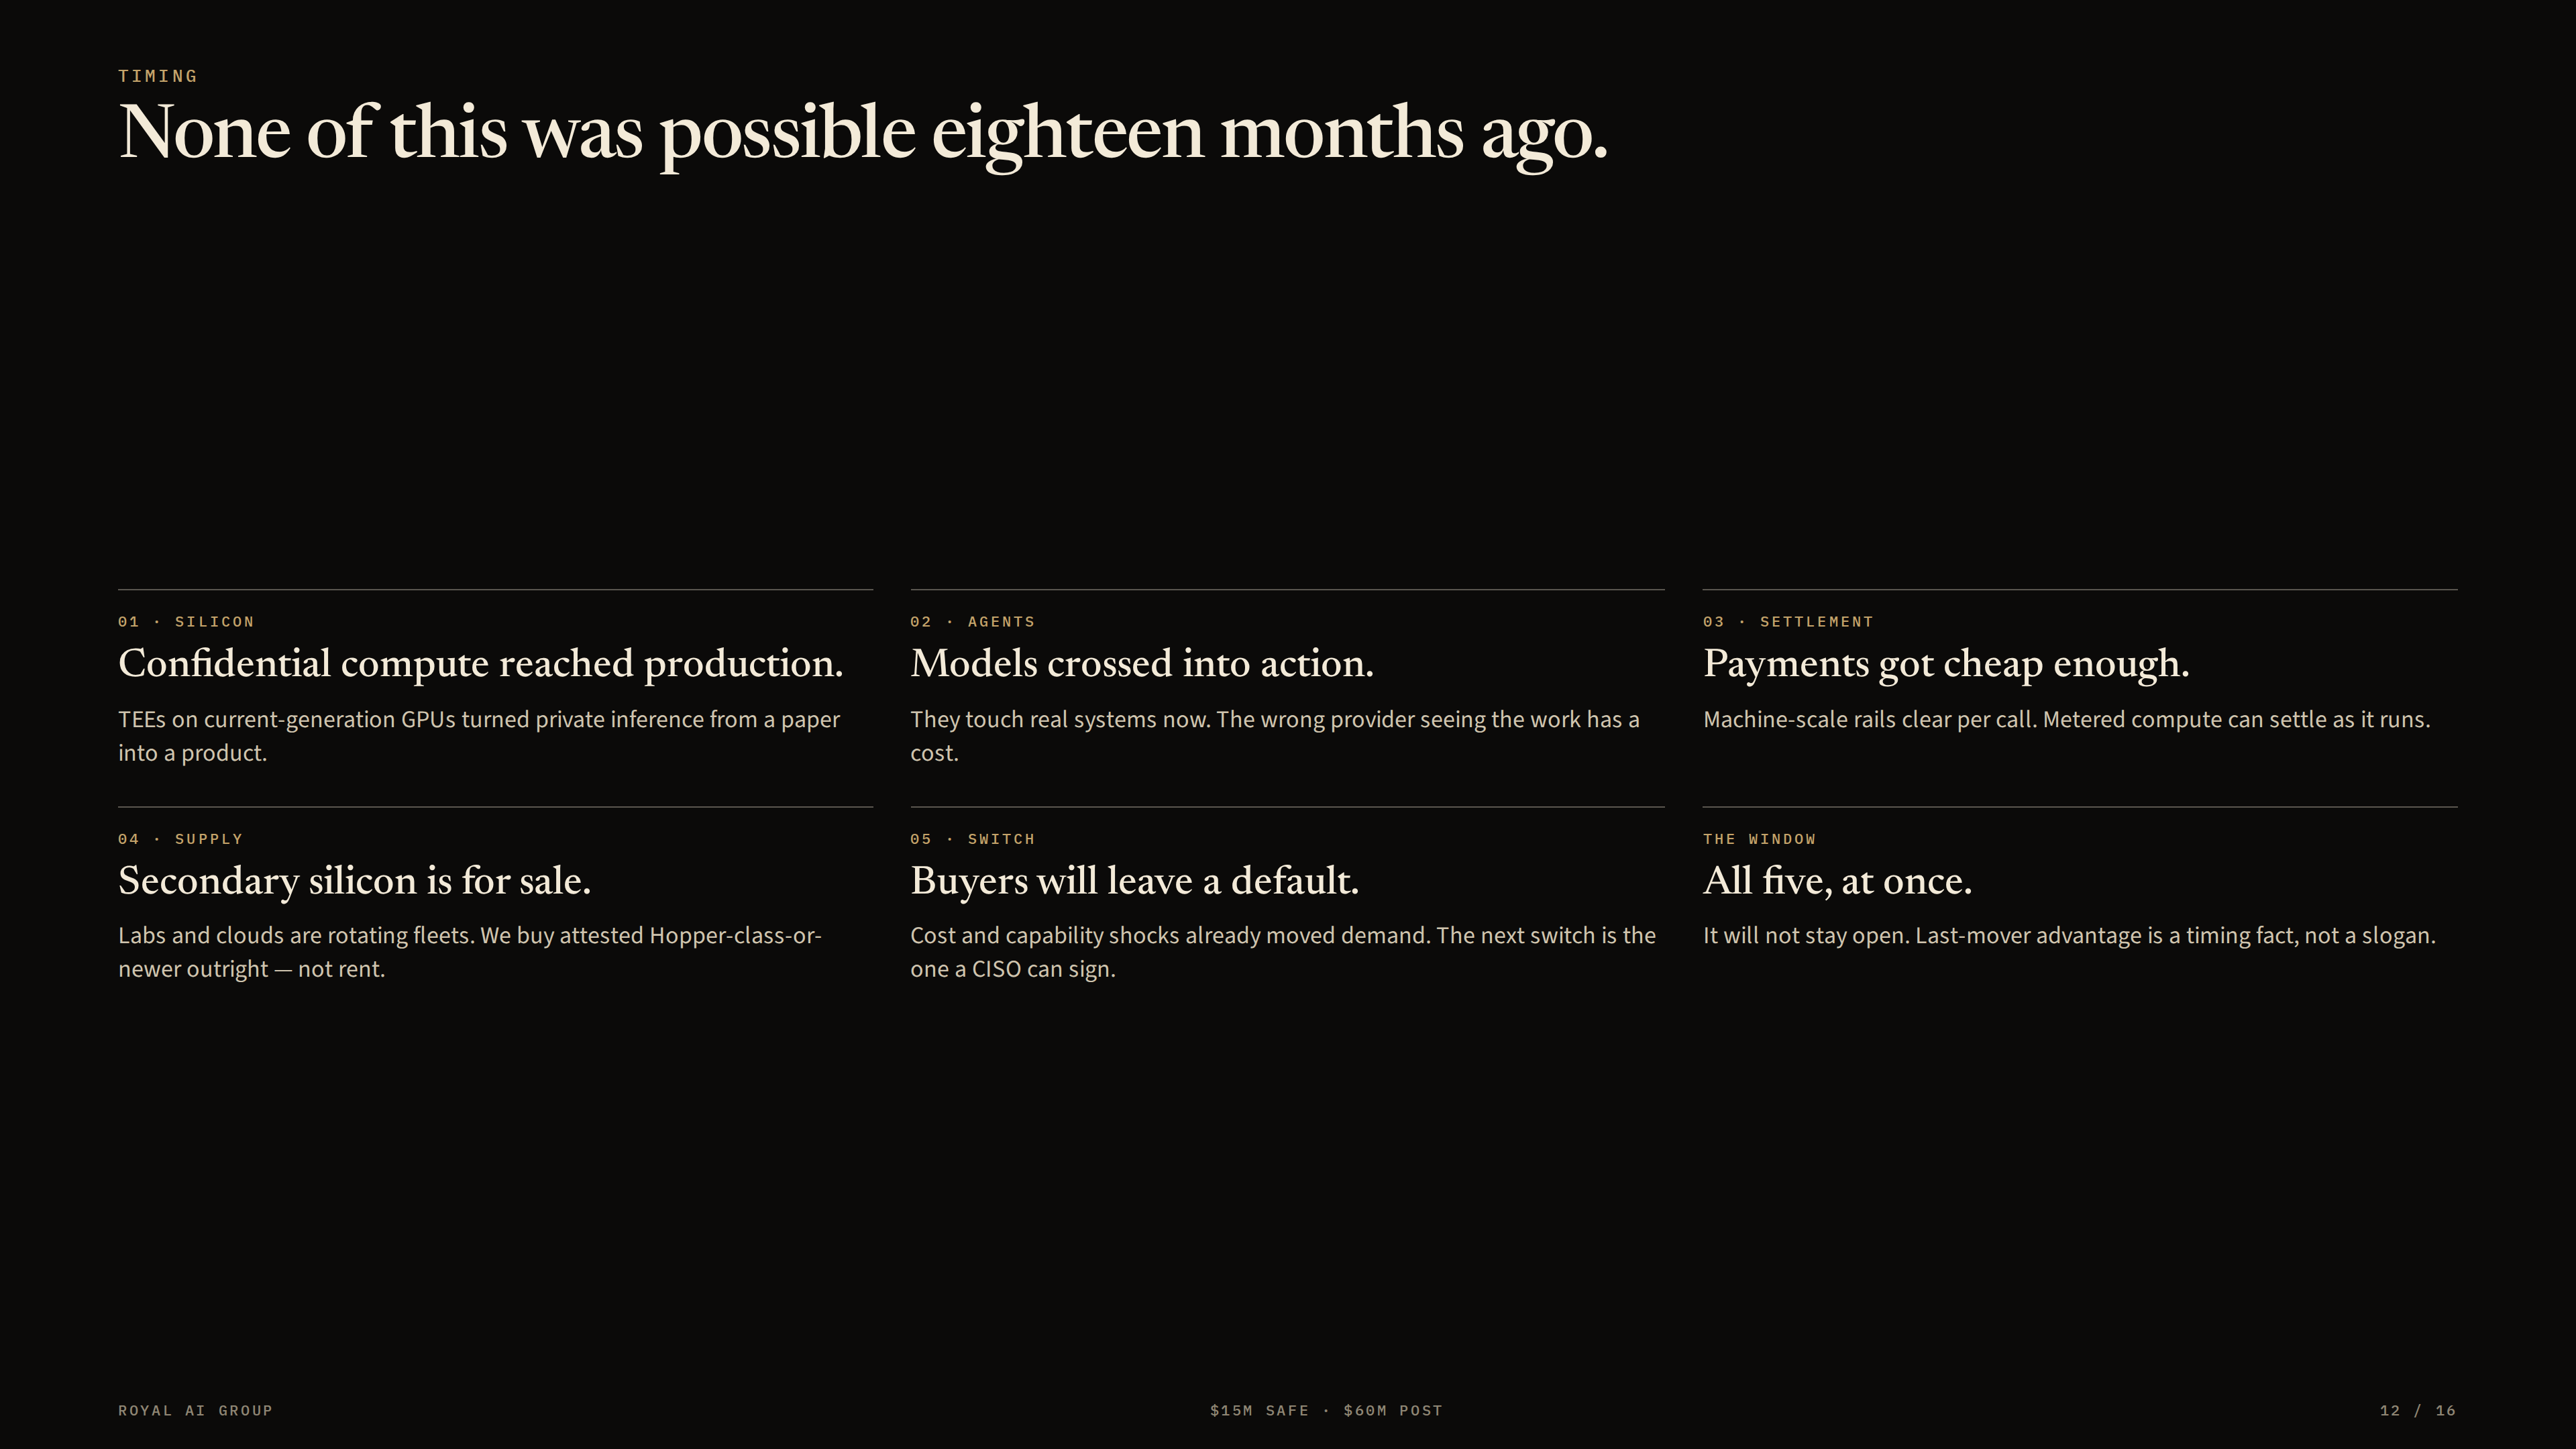 TIMING
None of this was possible eighteen months ago.
01 · SILICON
Confidential compute reached production.
TEEs on current-generation GPUs turned private inference from a paper
into a product.
02 · AGENTS
Models crossed into action.
They touch real systems now. The wrong provider seeing the work has a
cost.
03 · SETTLEMENT
Payments got cheap enough.
Machine-scale rails clear per call. Metered compute can settle as it runs.
04 · SUPPLY
Secondary silicon is for sale.
Labs and clouds are rotating fleets. We buy attested Hopper-class-or-
newer outright — not rent.
05 · SWITCH
Buyers will leave a default.
Cost and capability shocks already moved demand. The next switch is the
one a CISO can sign.
THE WINDOW
All five, at once.
It will not stay open. Last-mover advantage is a timing fact, not a slogan.
ROYAL AI GROUP
$15M SAFE · $60M POST
12 / 16